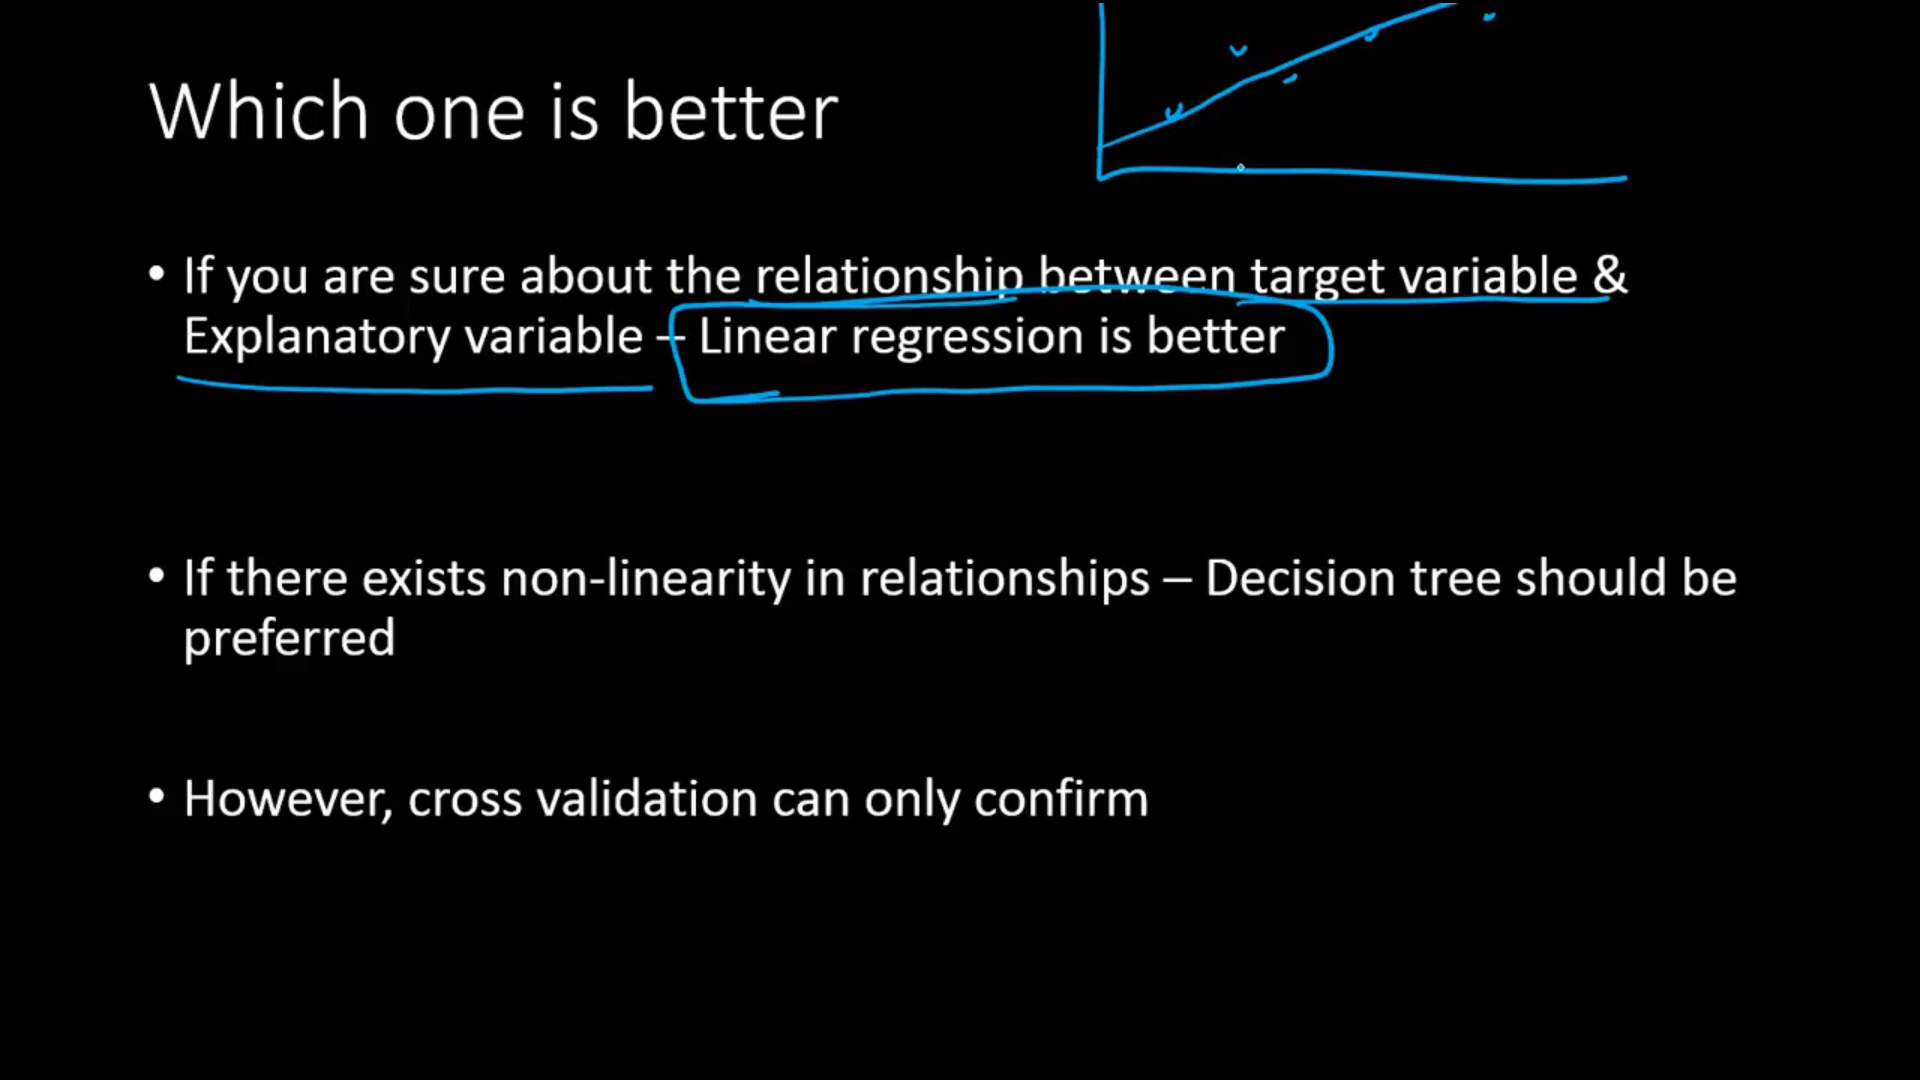 Which one is better
• If you are sure about the relationship between target variable &
Explanatory variable – Linear regression is better
• If there exists non-linearity in relationships – Decision tree should be
preferred
• However, cross validation can only confirm